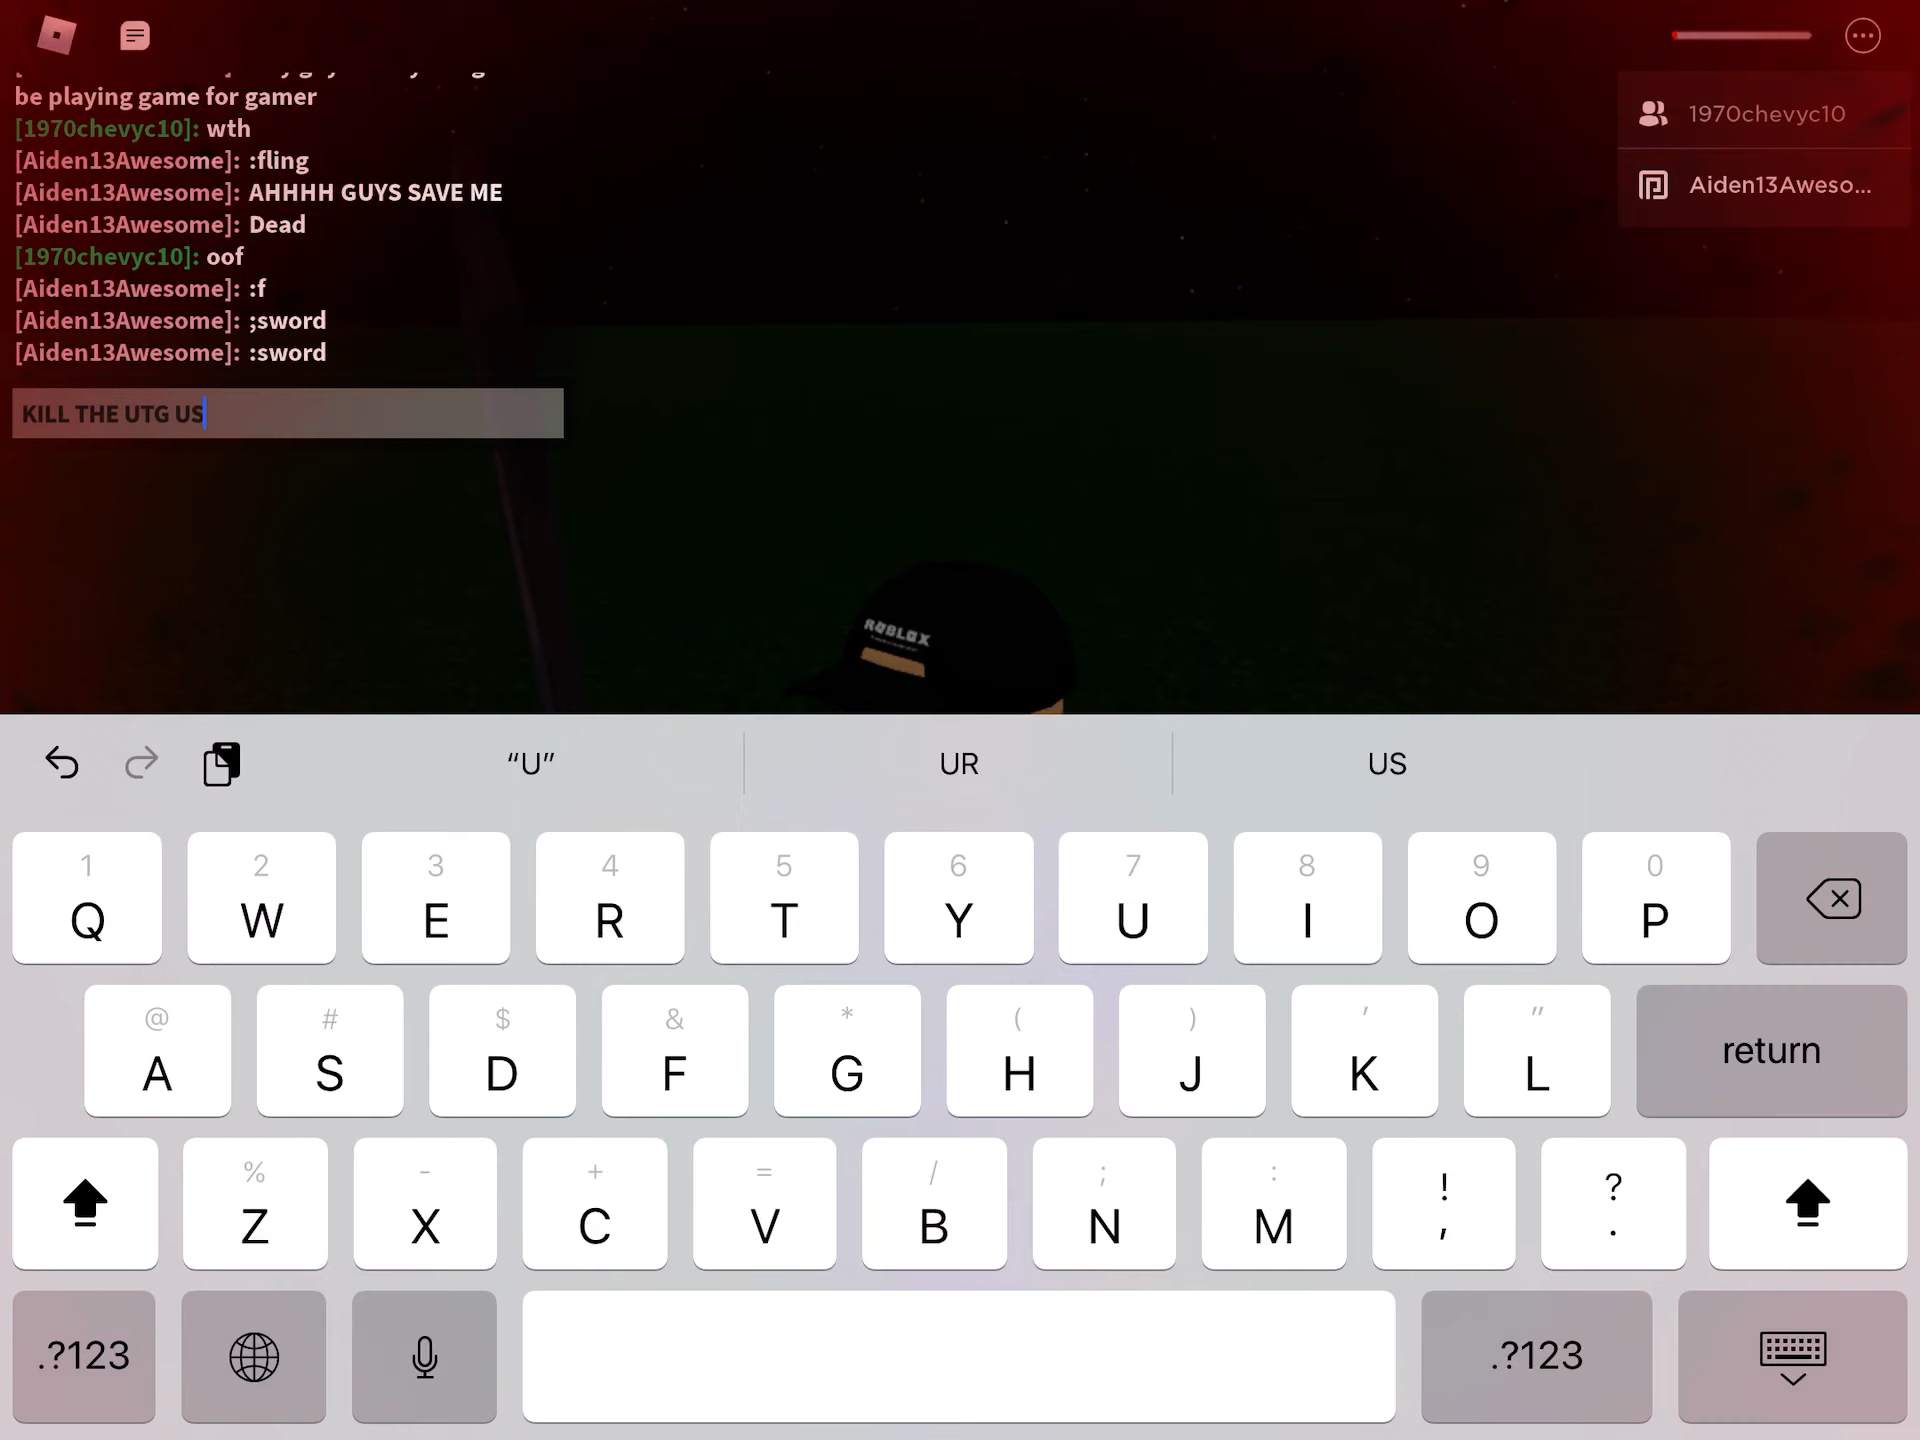 be playing game for gamer
[1970chevyc10]: wth
[Aiden13Awesome]: :fling
[Aiden13Awesome]: AHHHH GUYS SAVE ME
[Aiden13Awesome]: Dead
[1970chevyc10]: oof
[Aiden13Awesome]: :f
[Aiden13Awesome]: ;sword
[Aiden13Awesome]: :sword
KILL THE UTG US
1970chevyc10
Aiden13Aweso...
ROBLOX
“U” UR US
1 2 3 4 5 6 7 8 9 0
Q W E R T Y U I O P
@ # $ & * ( ) ' "
A S D F G H J K L return
% - + = / ; : ! ?
Z X C V B N M , .
.?123 .?123